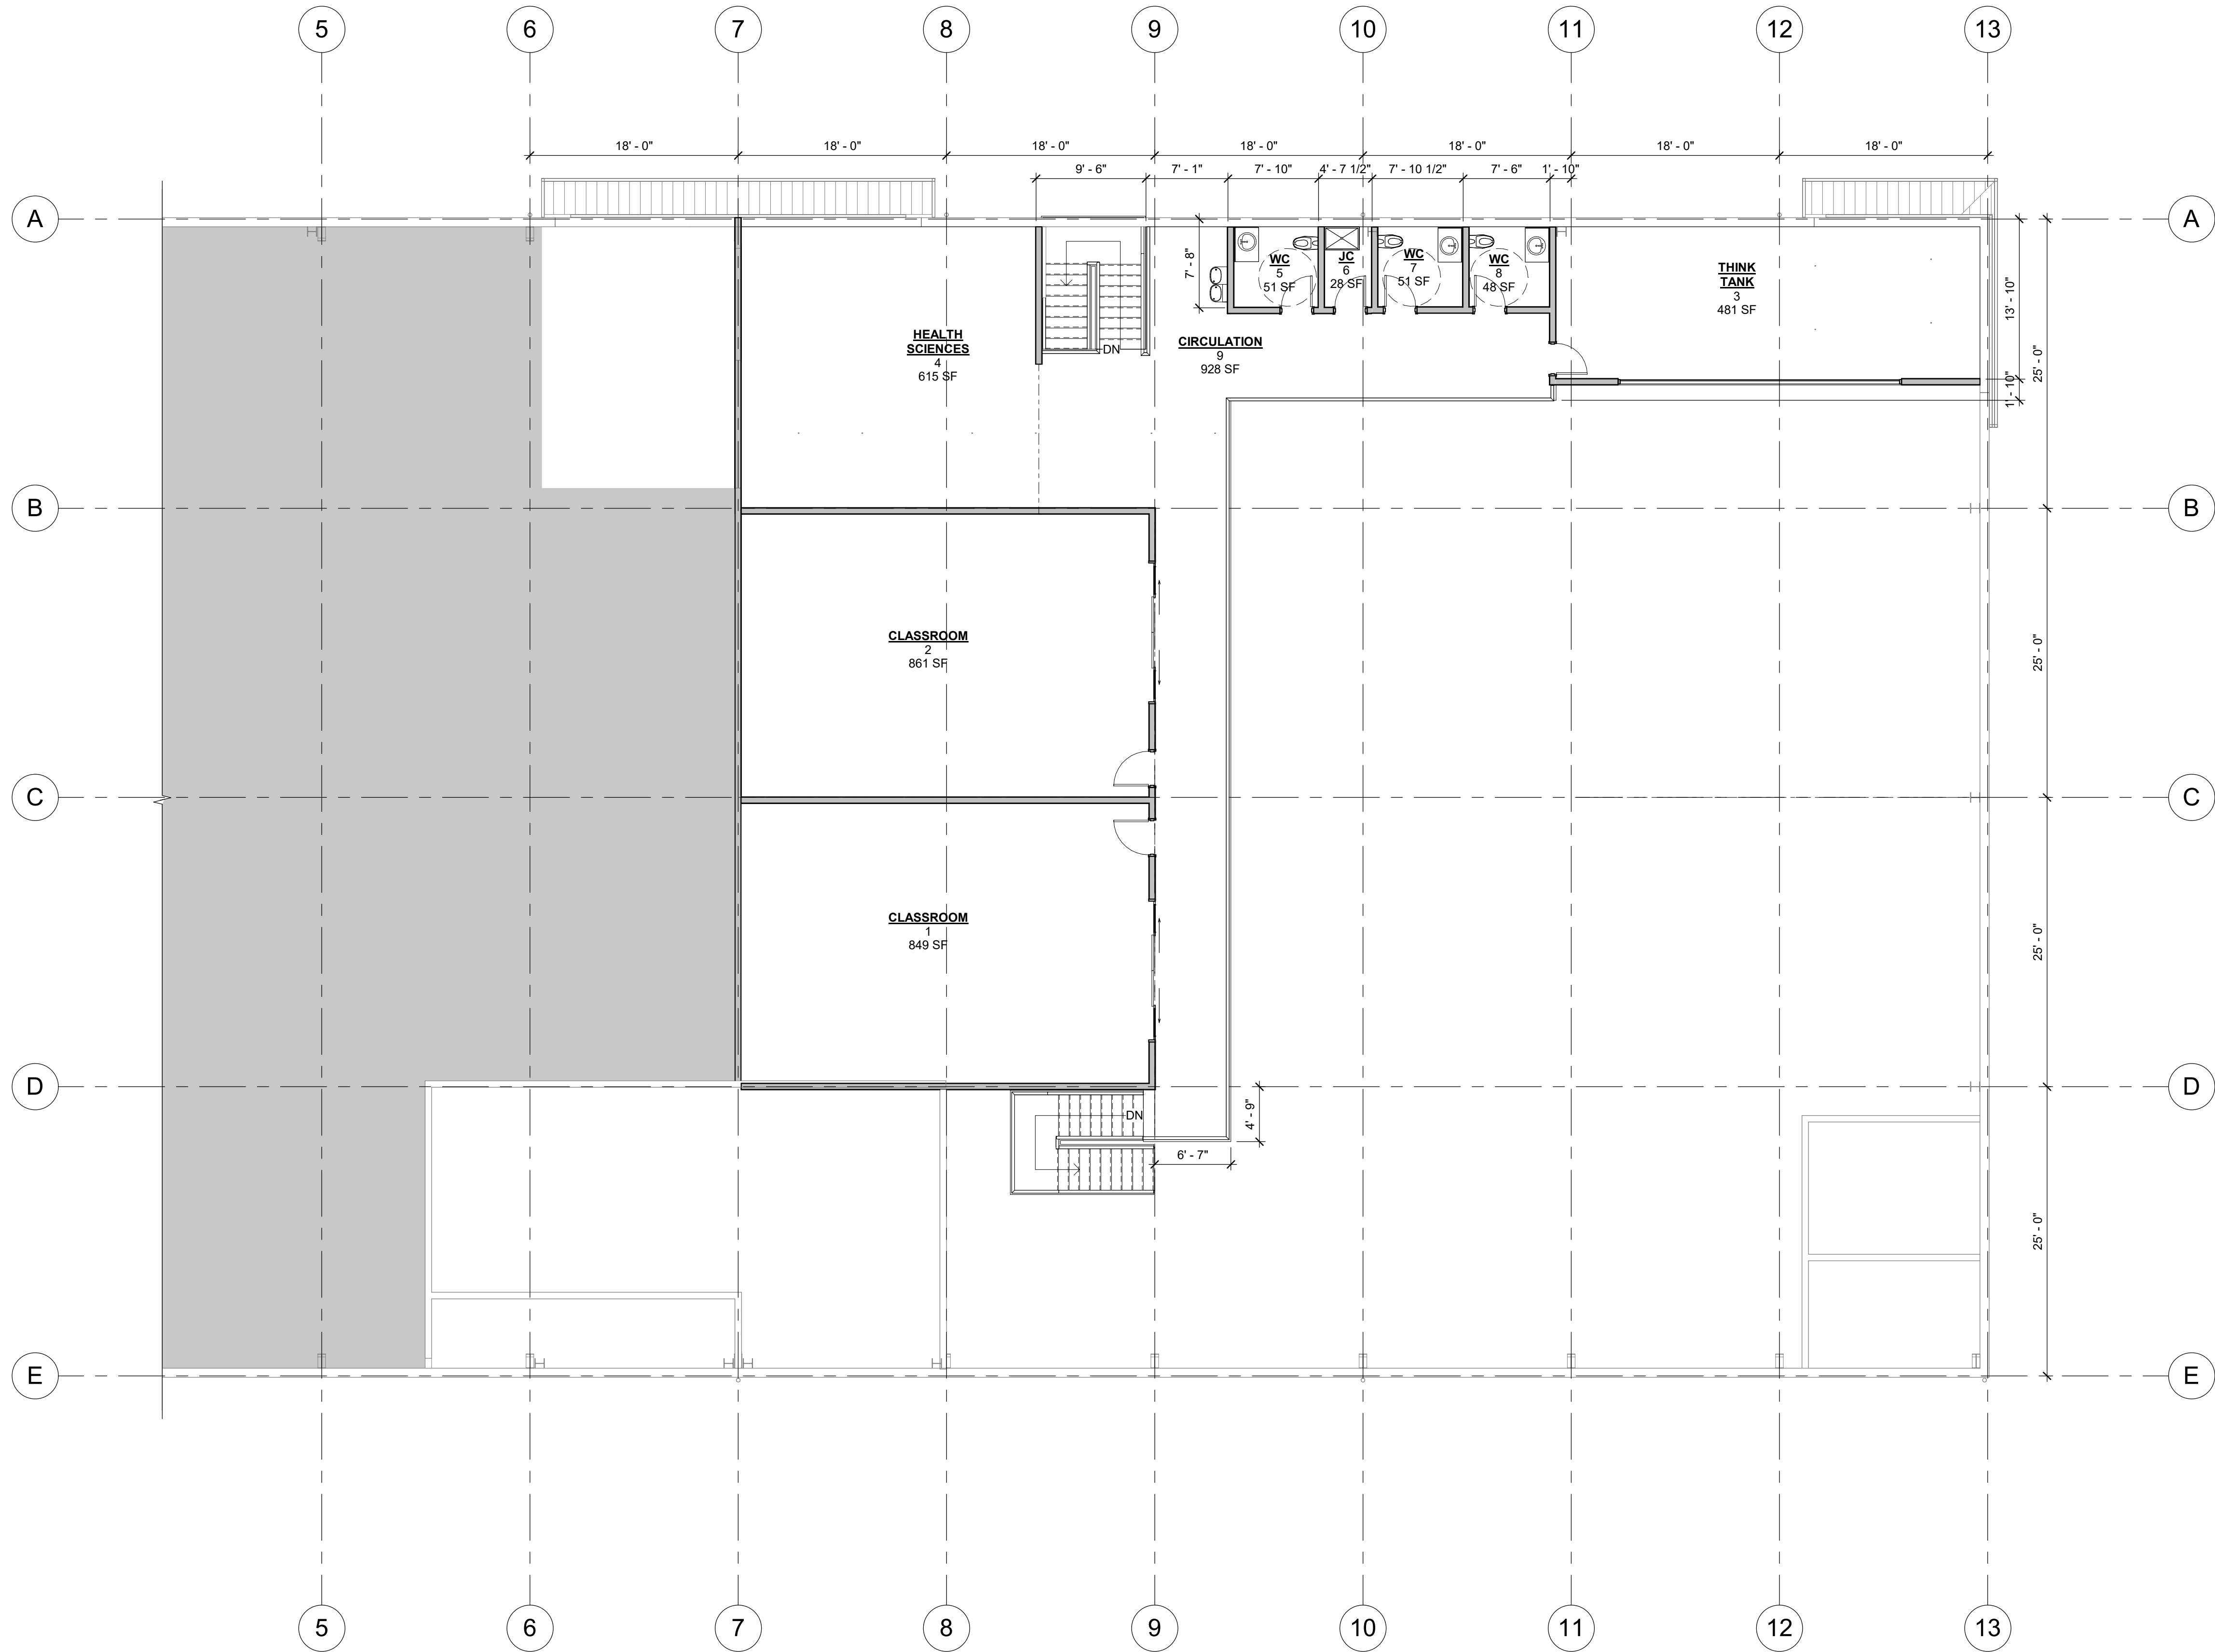 5 6 7 8 9 10 11 12 13
18' - 0" 18' - 0" 18' - 0" 18' - 0" 18' - 0" 18' - 0" 18' - 0"
9' - 6" 7' - 1" 7' - 10" 4' - 7 1/2" 7' - 10 1/2" 7' - 6" 1' - 10"
A A
7' - 8"
WC
5
51 SF
JC
6
28 SF
WC
7
51 SF
WC
8
48 SF
THINK
TANK
3
481 SF
13' - 10"
25' - 0"
1' - 10"
HEALTH
SCIENCES
4
615 SF
DN
CIRCULATION
9
928 SF
B B
CLASSROOM
2
861 SF
25' - 0"
C C
CLASSROOM
1
849 SF
25' - 0"
D D
DN
4' - 9"
6' - 7"
25' - 0"
E E
5 6 7 8 9 10 11 12 13